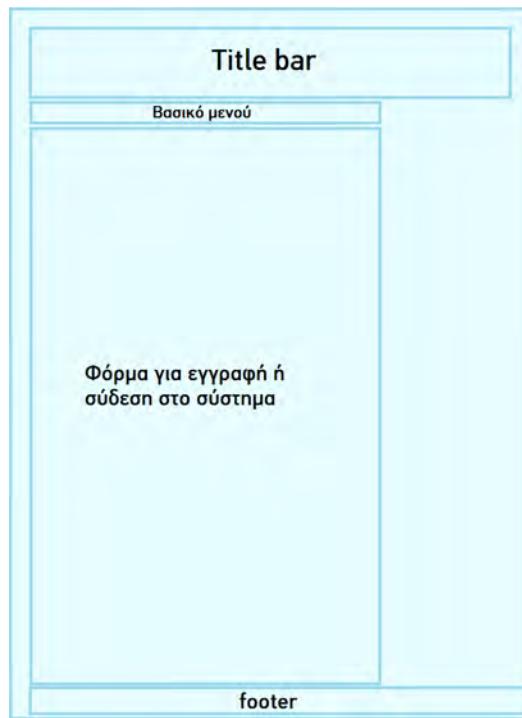 Title bar
Βασικό μενού
Φόρμα για εγγραφή ή
σύδεση στο σύστημα
footer